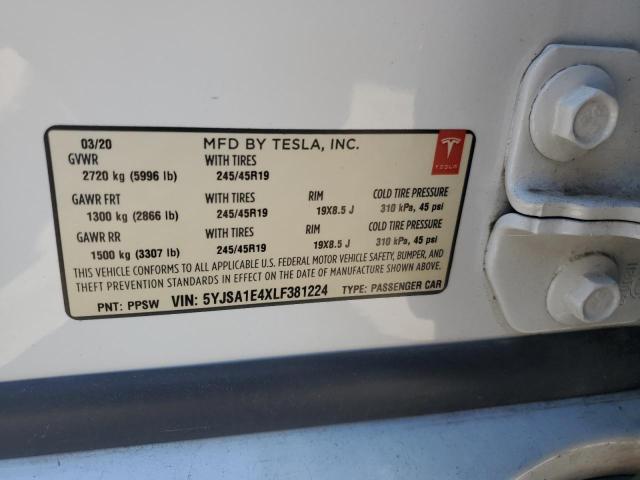 03/20 MFD BY TESLA, INC.
GVWR WITH TIRES
2720 kg (5996 lb) 245/45R19
TESLA
GAWR FRT WITH TIRES RIM COLD TIRE PRESSURE
1300 kg (2866 lb) 245/45R19 19X8.5 J 310 kPa, 45 psi
GAWR RR WITH TIRES RIM COLD TIRE PRESSURE
1500 kg (3307 lb) 245/45R19 19X8.5 J 310 kPa, 45 psi
THIS VEHICLE CONFORMS TO ALL APPLICABLE U.S. FEDERAL MOTOR VEHICLE SAFETY, BUMPER, AND
THEFT PREVENTION STANDARDS IN EFFECT ON THE DATE OF MANUFACTURE SHOWN ABOVE.
PNT: PPSW VIN: 5YJSA1E4XLF381224 TYPE: PASSENGER CAR